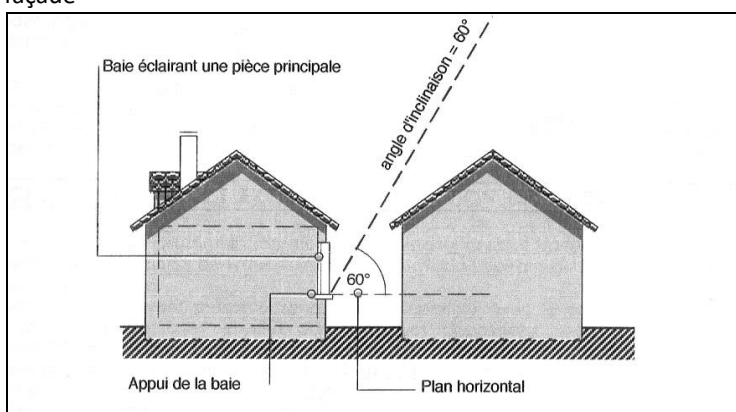 façade
Baie éclairant une pièce principale
angle d'inclinaison = 60°
60°
Appui de la baie
Plan horizontal